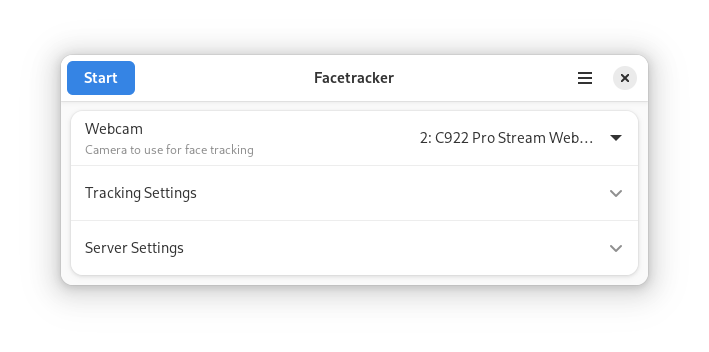 Start
Facetracker
Webcam
Camera to use for face tracking
2: C922 Pro Stream Web…
Tracking Settings
Server Settings